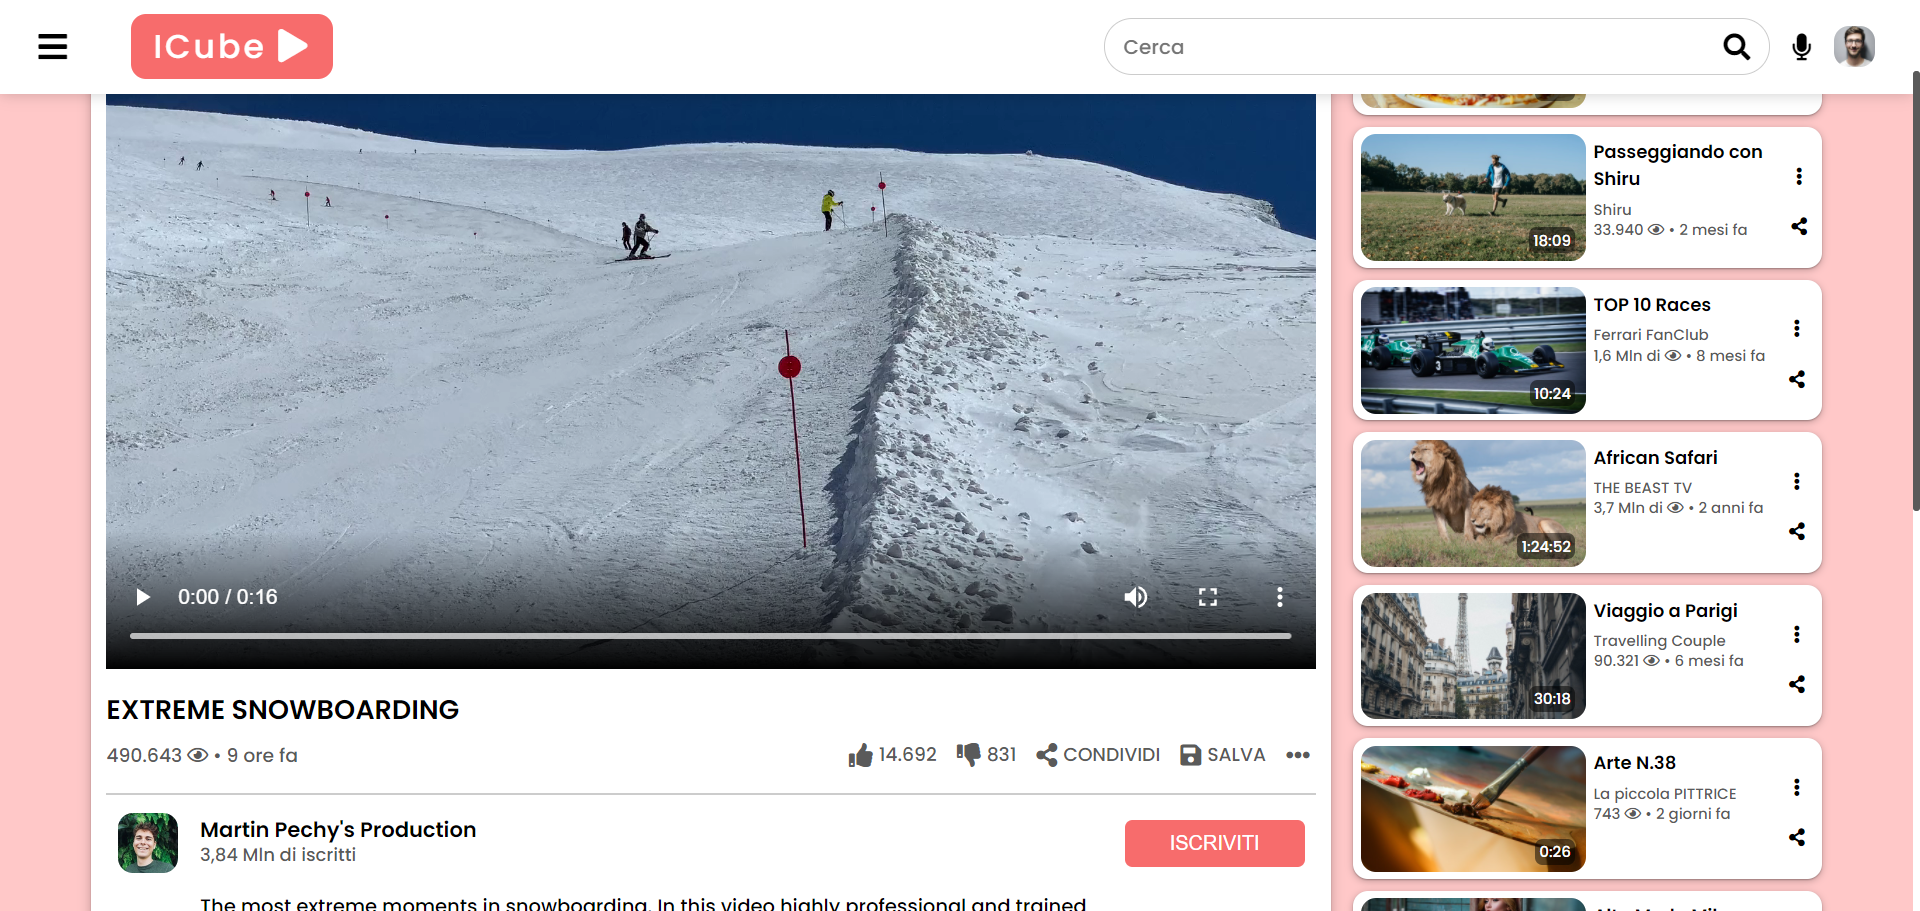 ICube
Cerca
Passeggiando con
Shiru
Shiru
33.940 • 2 mesi fa
18:09
TOP 10 Races
Ferrari FanClub
1,6 Mln di • 8 mesi fa
10:24
African Safari
THE BEAST TV
3,7 Mln di • 2 anni fa
1:24:52
Viaggio a Parigi
Travelling Couple
90.321 • 6 mesi fa
30:18
Arte N.38
La piccola PITTRICE
743 • 2 giorni fa
0:26
0:00 / 0:16
EXTREME SNOWBOARDING
490.643 • 9 ore fa
14.692 831 CONDIVIDI SALVA
Martin Pechy's Production
3,84 Mln di iscritti
ISCRIVITI
The most extreme moments in snowboarding. In this video highly professional and trained